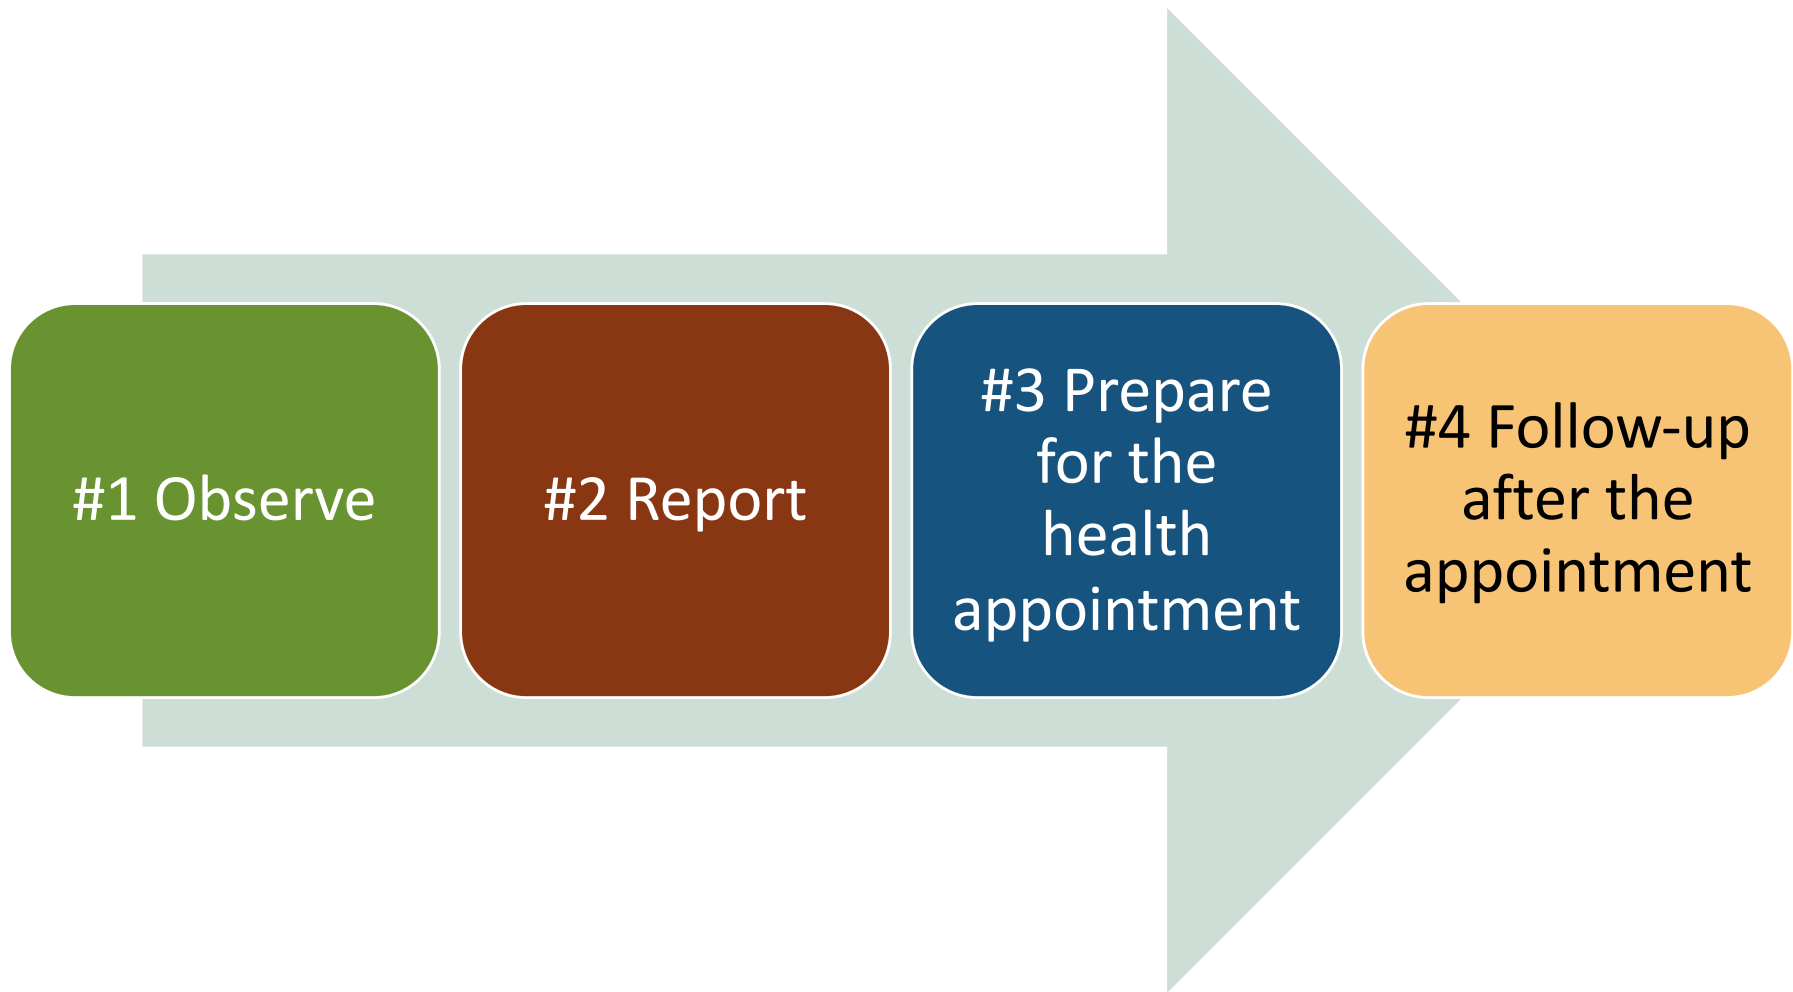 #1 Observe
#2 Report
#3 Prepare
for the
health
appointment
#4 Follow-up
after the
appointment